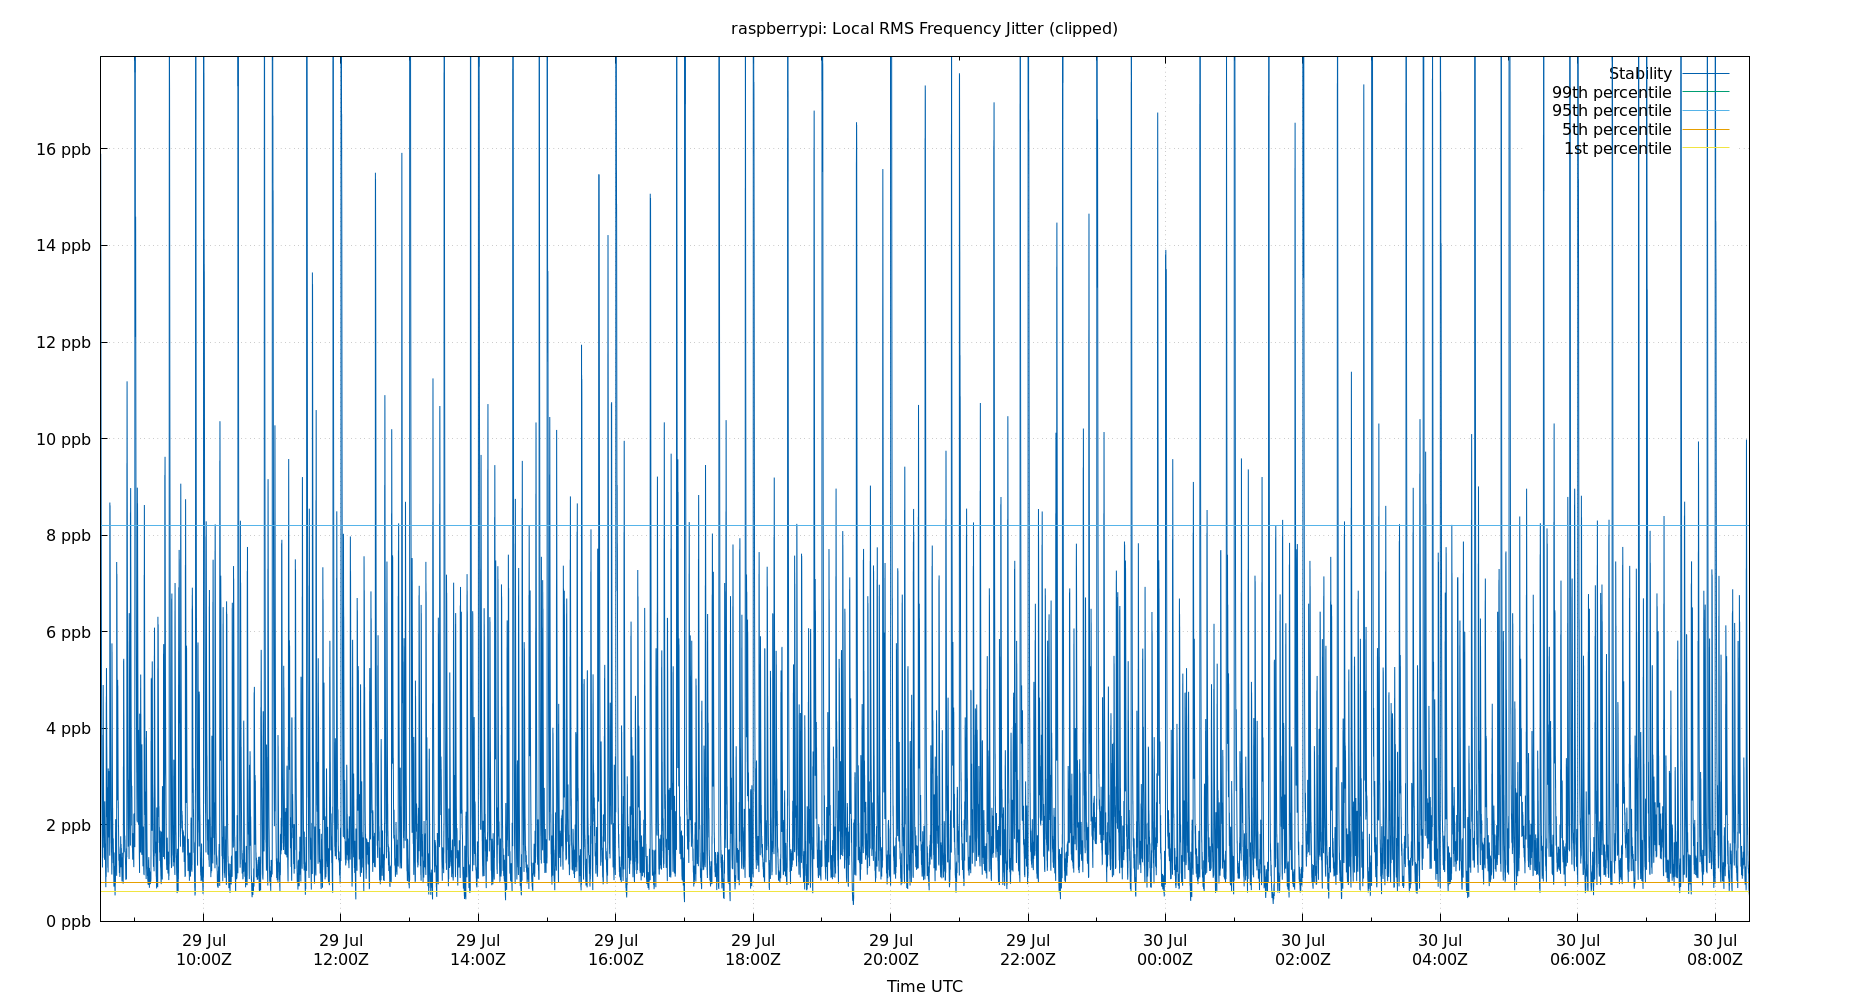 raspberrypi: Local RMS Frequency Jitter (clipped)
Stability
99th percentile
95th percentile
5th percentile
1st percentile
16 ppb
14 ppb
12 ppb
10 ppb
8 ppb
6 ppb
4 ppb
2 ppb
0 ppb
29 Jul 29 Jul 29 Jul 29 Jul 29 Jul 29 Jul 29 Jul 30 Jul 30 Jul 30 Jul 30 Jul 30 Jul
10:00Z 12:00Z 14:00Z 16:00Z 18:00Z 20:00Z 22:00Z 00:00Z 02:00Z 04:00Z 06:00Z 08:00Z
Time UTC